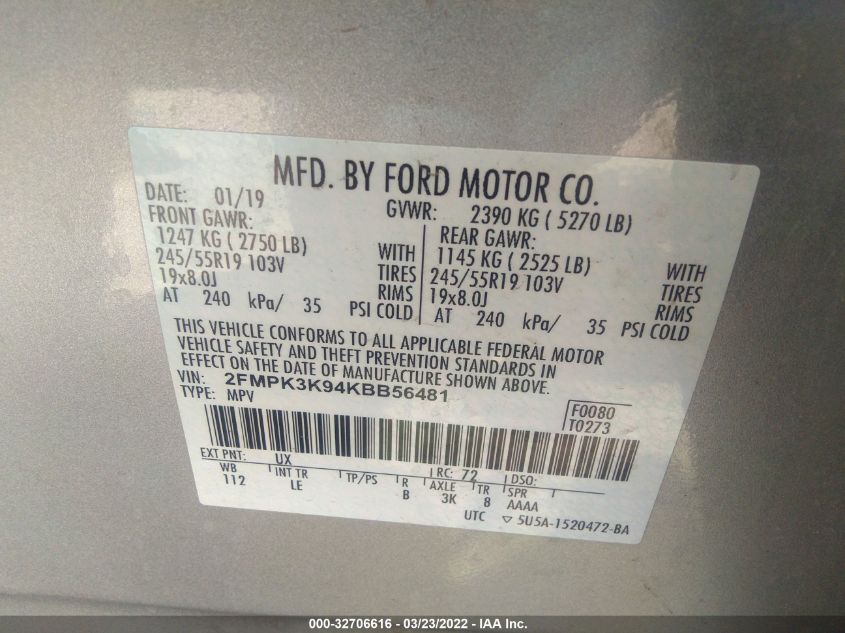 MFD. BY FORD MOTOR CO.
DATE: 01/19
GVWR: 2390 KG ( 5270 LB)
FRONT GAWR:
1247 KG ( 2750 LB) WITH
245/55R19 103V TIRES
19x8.0J RIMS
AT 240 kPa/ 35 PSI COLD
REAR GAWR:
1145 KG ( 2525 LB) WITH
245/55R19 103V TIRES
19x8.0J RIMS
AT 240 kPa/ 35 PSI COLD
THIS VEHICLE CONFORMS TO ALL APPLICABLE FEDERAL MOTOR
VEHICLE SAFETY AND THEFT PREVENTION STANDARDS IN
EFFECT ON THE DATE OF MANUFACTURE SHOWN ABOVE.
VIN: 2FMPK3K94KBB56481
TYPE: MPV
F0080
T0273
EXT PNT: UX RC: 72 DSO:
WB INT TR TP/PS R AXLE TR SPR
112 LE B 3K 8 AAAA
UTC ▽ 5U5A-1520472-BA
000-32706616 - 03/23/2022 - IAA Inc.